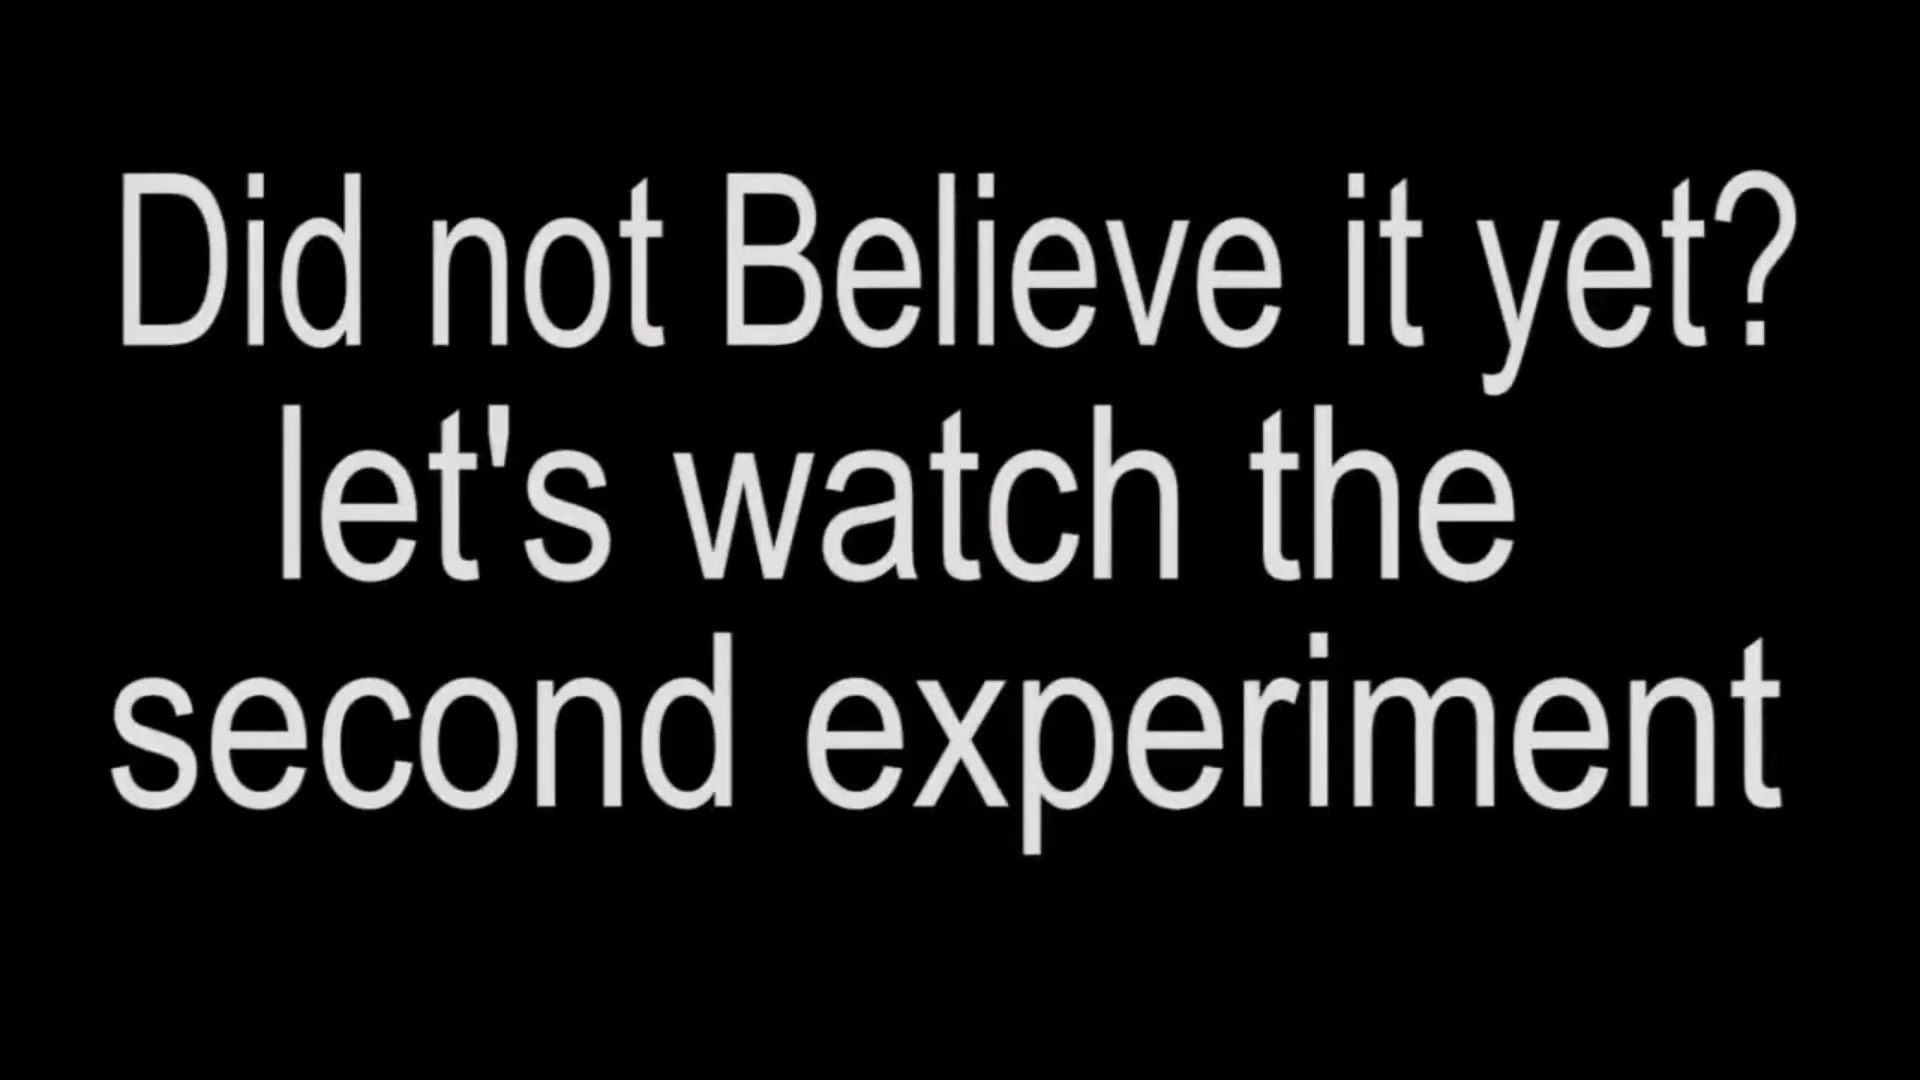 Did not Believe it yet?
let's watch the
second experiment